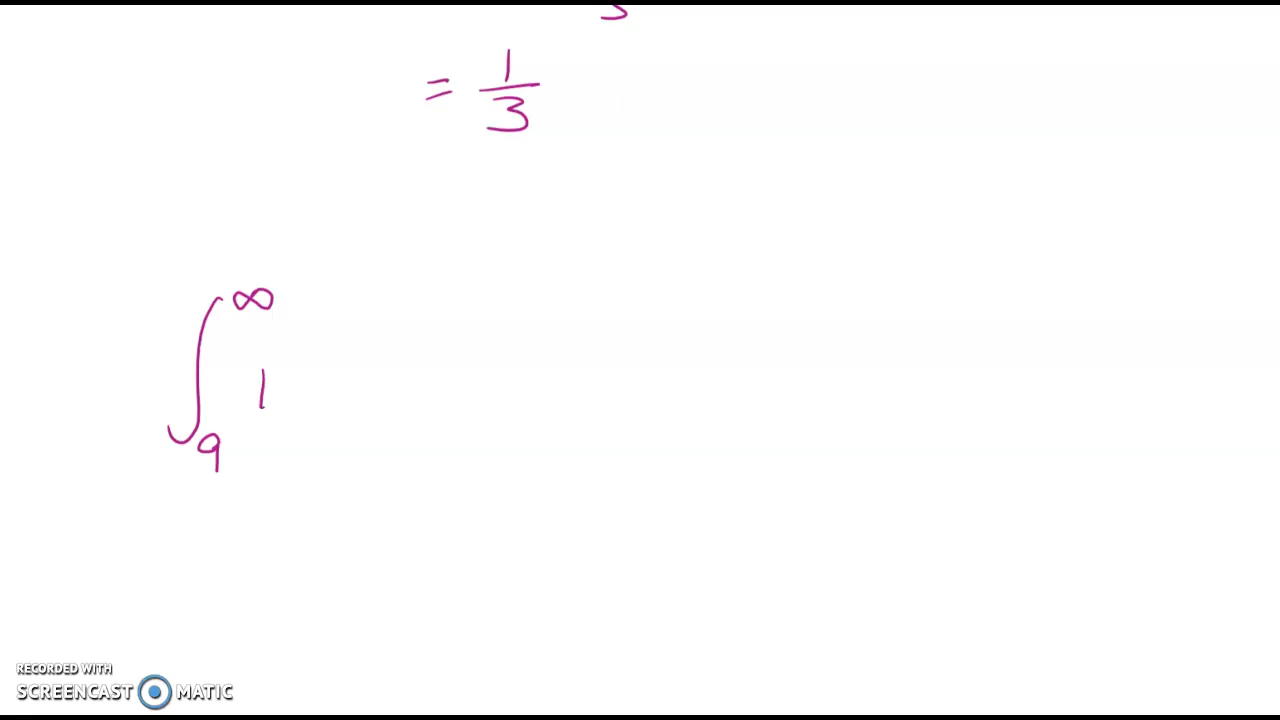 = 1/3
∫_9^∞ 1
RECORDED WITH
SCREENCAST MATIC